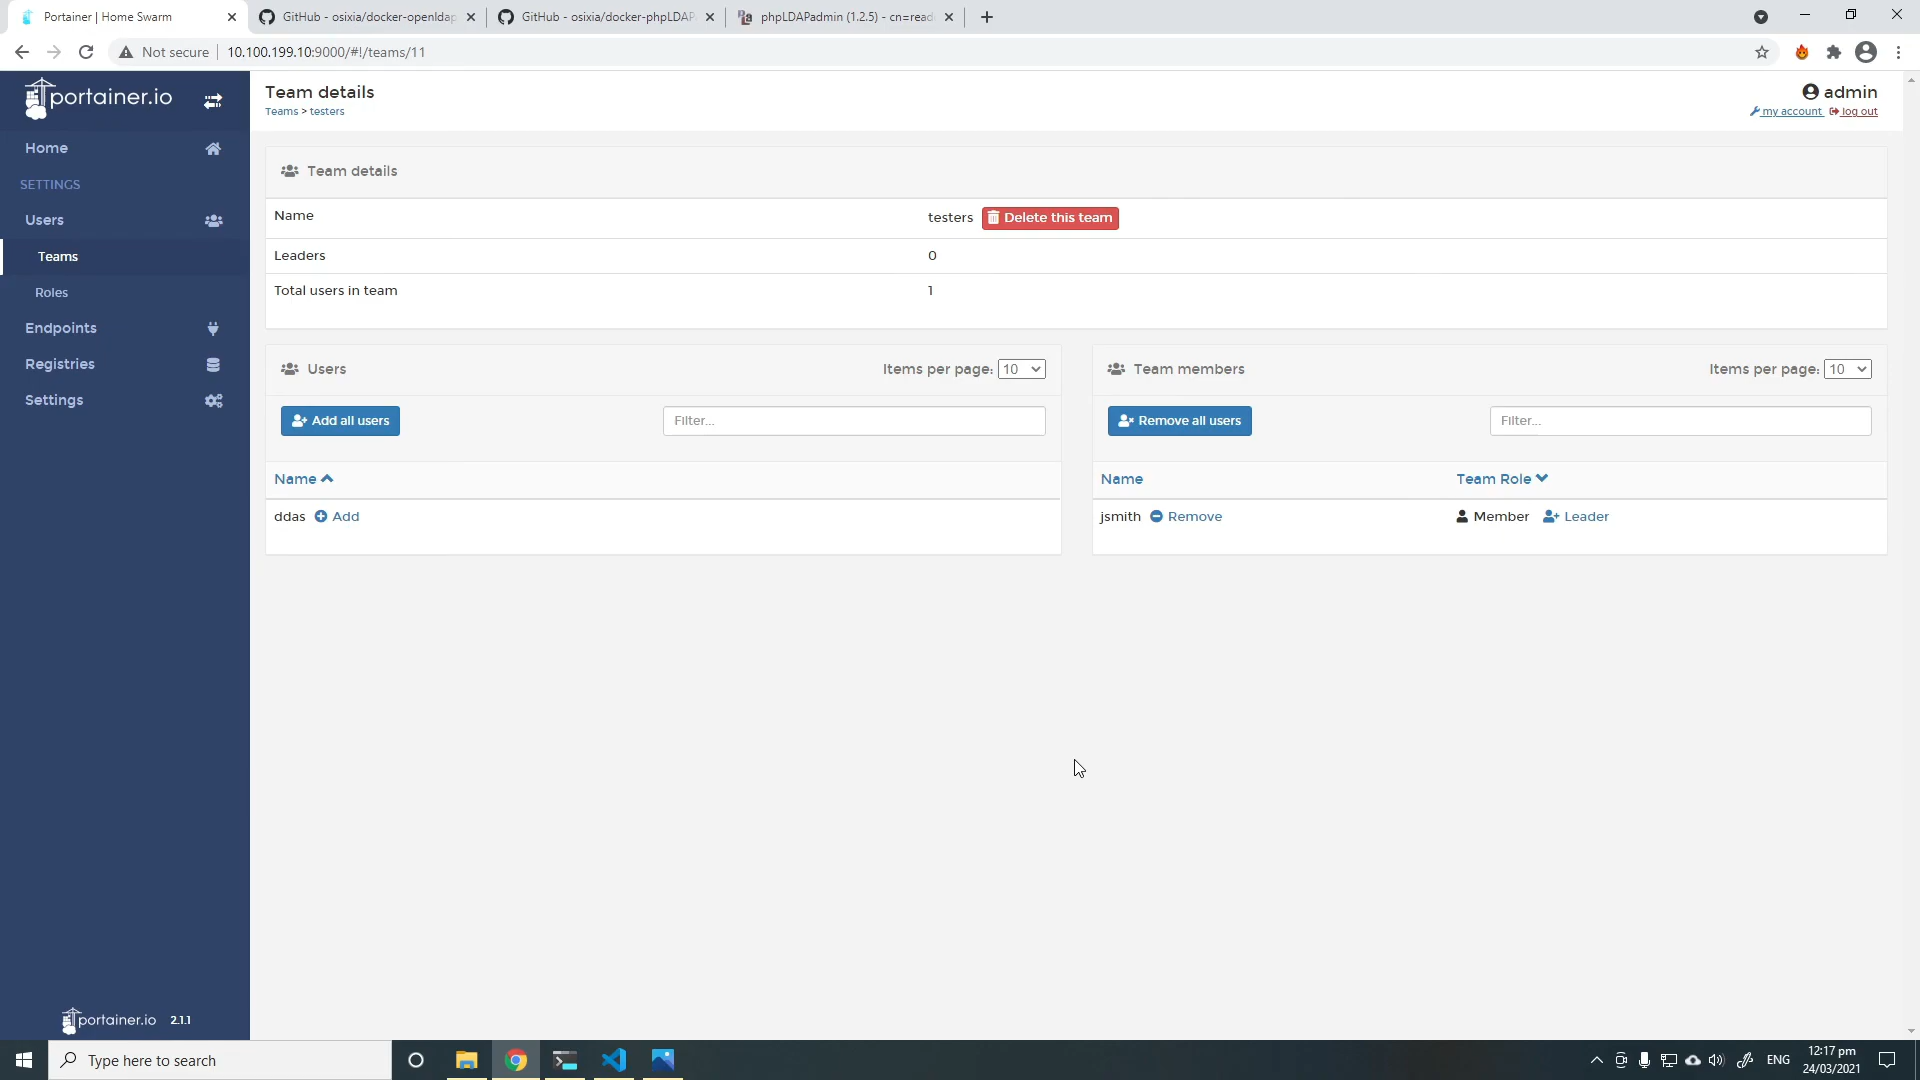 Portainer | Home Swarm
GitHub - osixia/docker-openldap
GitHub - osixia/docker-phpLDAP
phpLDAPadmin (1.2.5) - cn=read
Not secure
10.100.199.10:9000/#!/teams/11
portainer.io
Team details
admin
Teams > testers
my account
log out
Home
SETTINGS
Users
Teams
Roles
Endpoints
Registries
Settings
Team details
Name
testers
Delete this team
Leaders
0
Total users in team
1
Users
Items per page:
10
Add all users
Filter...
Name
ddas
Add
Team members
Items per page:
10
Remove all users
Filter...
Name
Team Role
jsmith
Remove
Member
Leader
portainer.io 2.1.1
Type here to search
ENG
12:17 pm
24/03/2021